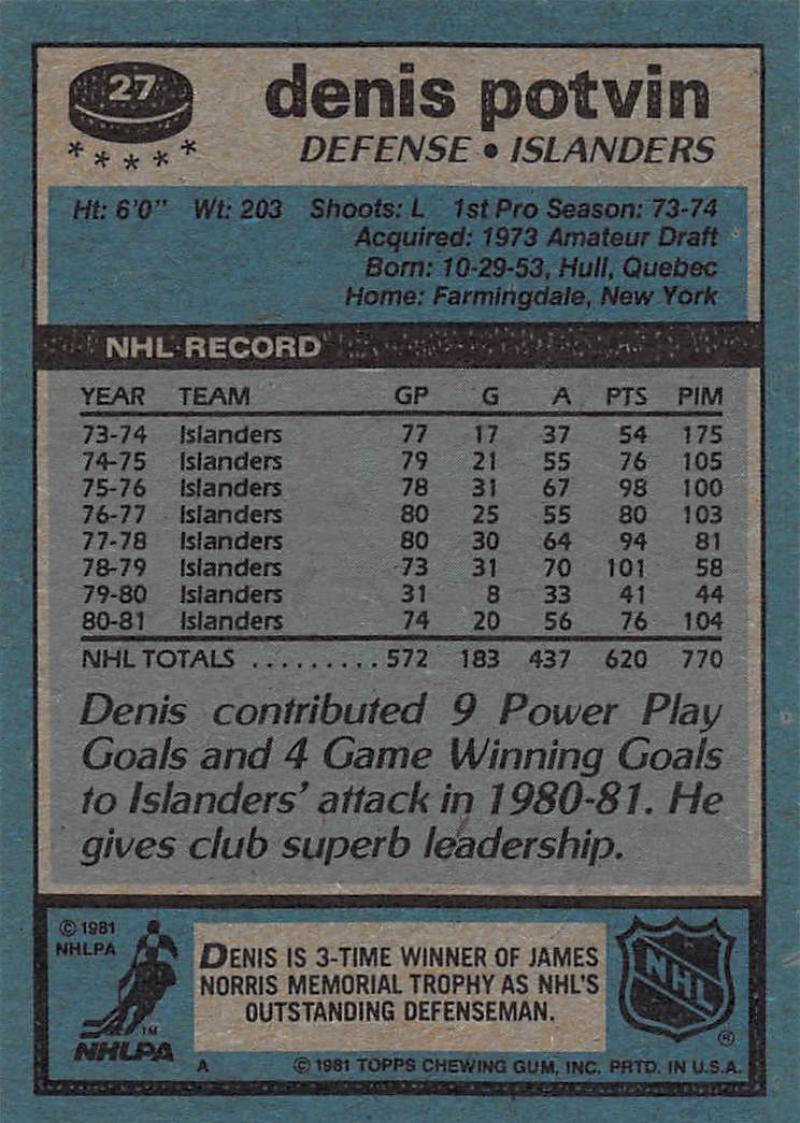 27
denis potvin
* * * * *
DEFENSE • ISLANDERS
Ht: 6'0" Wt: 203 Shoots: L 1st Pro Season: 73-74
Acquired: 1973 Amateur Draft
Born: 10-29-53, Hull, Quebec
Home: Farmingdale, New York
NHL RECORD
YEAR TEAM GP G A PTS PIM
73-74 Islanders 77 17 37 54 175
74-75 Islanders 79 21 55 76 105
75-76 Islanders 78 31 67 98 100
76-77 Islanders 80 25 55 80 103
77-78 Islanders 80 30 64 94 81
78-79 Islanders 73 31 70 101 58
79-80 Islanders 31 8 33 41 44
80-81 Islanders 74 20 56 76 104
NHL TOTALS ......... 572 183 437 620 770
Denis contributed 9 Power Play
Goals and 4 Game Winning Goals
to Islanders' attack in 1980-81. He
gives club superb leadership.
© 1981
NHLPA
TM
NHLPA
DENIS IS 3-TIME WINNER OF JAMES
NORRIS MEMORIAL TROPHY AS NHL'S
OUTSTANDING DEFENSEMAN.
NHL
®
A © 1981 TOPPS CHEWING GUM, INC. PRTD. IN U.S.A.